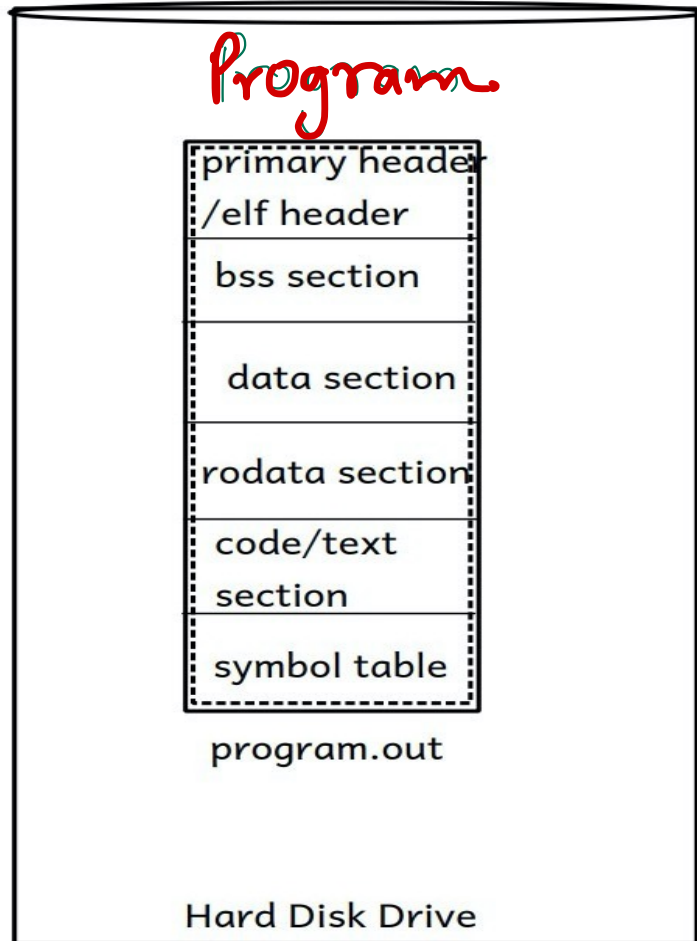 Program.
primary header
/elf header
bss section
data section
rodata section
code/text
section
symbol table
program.out
Hard Disk Drive